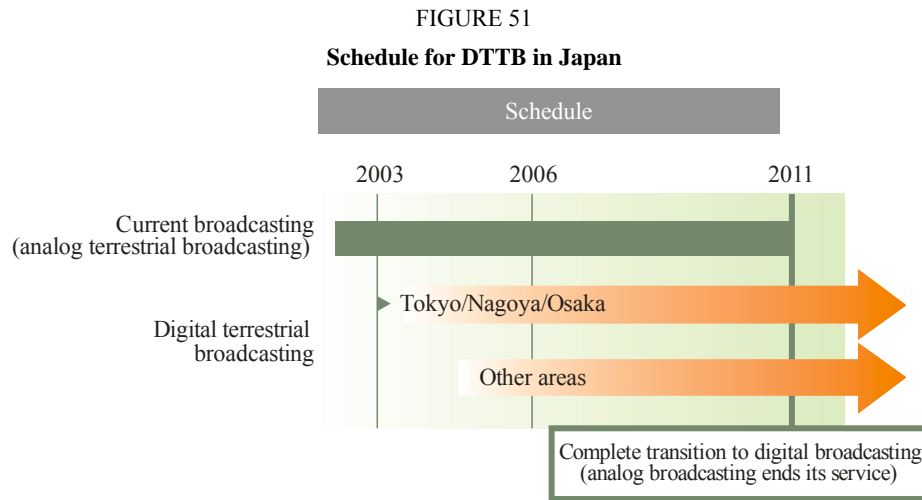 FIGURE 51
Schedule for DTTB in Japan
Schedule
2003 2006 2011
Current broadcasting
(analog terrestrial broadcasting)
Tokyo/Nagoya/Osaka
Digital terrestrial
broadcasting
Other areas
Complete transition to digital broadcasting
(analog broadcasting ends its service)